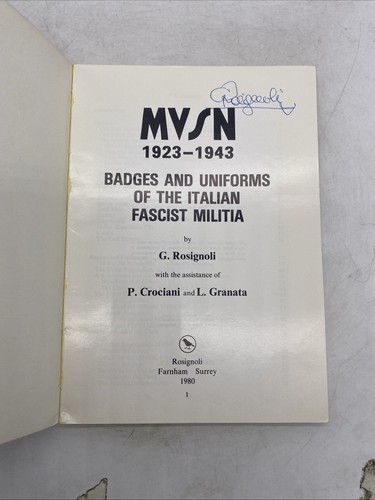 G Rosignoli
MVSN
1923–1943
BADGES AND UNIFORMS
OF THE ITALIAN
FASCIST MILITIA
by
G. Rosignoli
with the assistance of
P. Crociani and L. Granata
Rosignoli
Farnham Surrey
1980
1